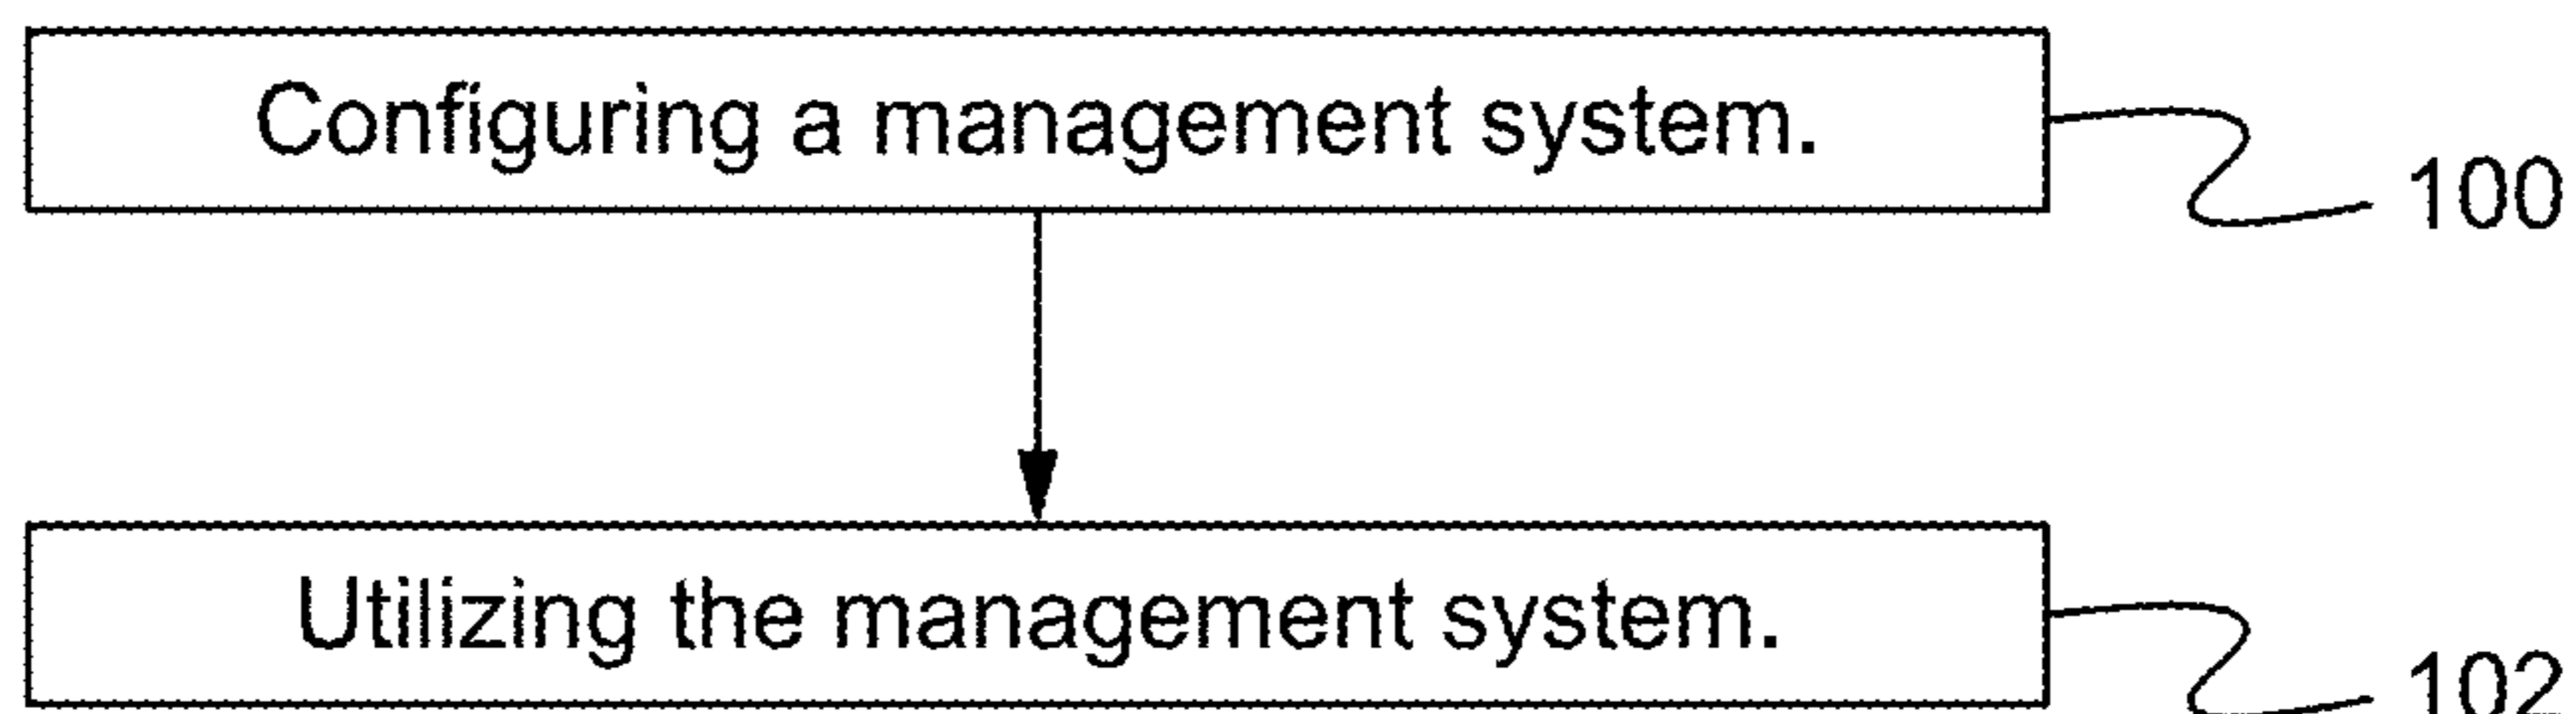 Configuring a management system.
100
Utilizing the management system.
102